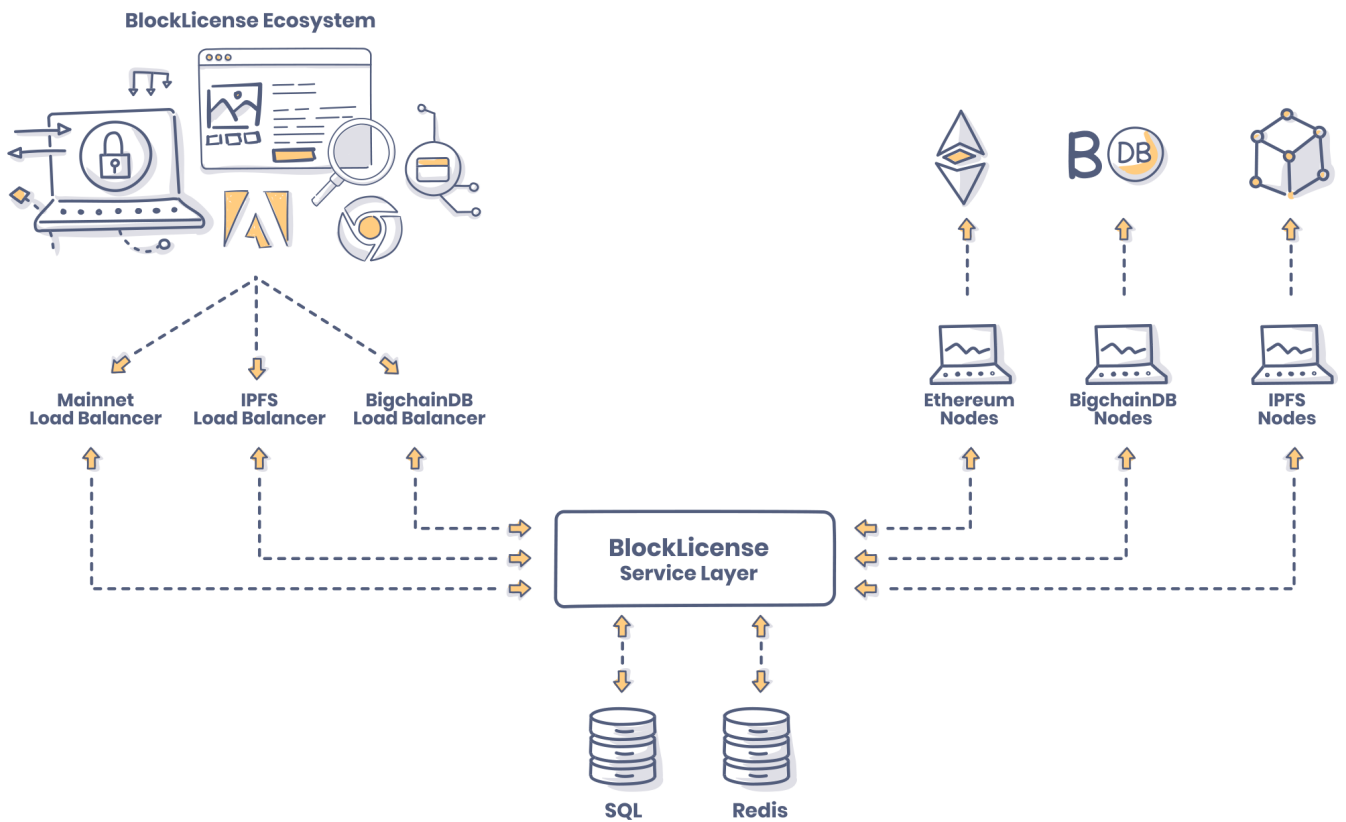 BlockLicense Ecosystem
B DB
Mainnet
Load Balancer
IPFS
Load Balancer
BigchainDB
Load Balancer
Ethereum
Nodes
BigchainDB
Nodes
IPFS
Nodes
BlockLicense
Service Layer
SQL
Redis